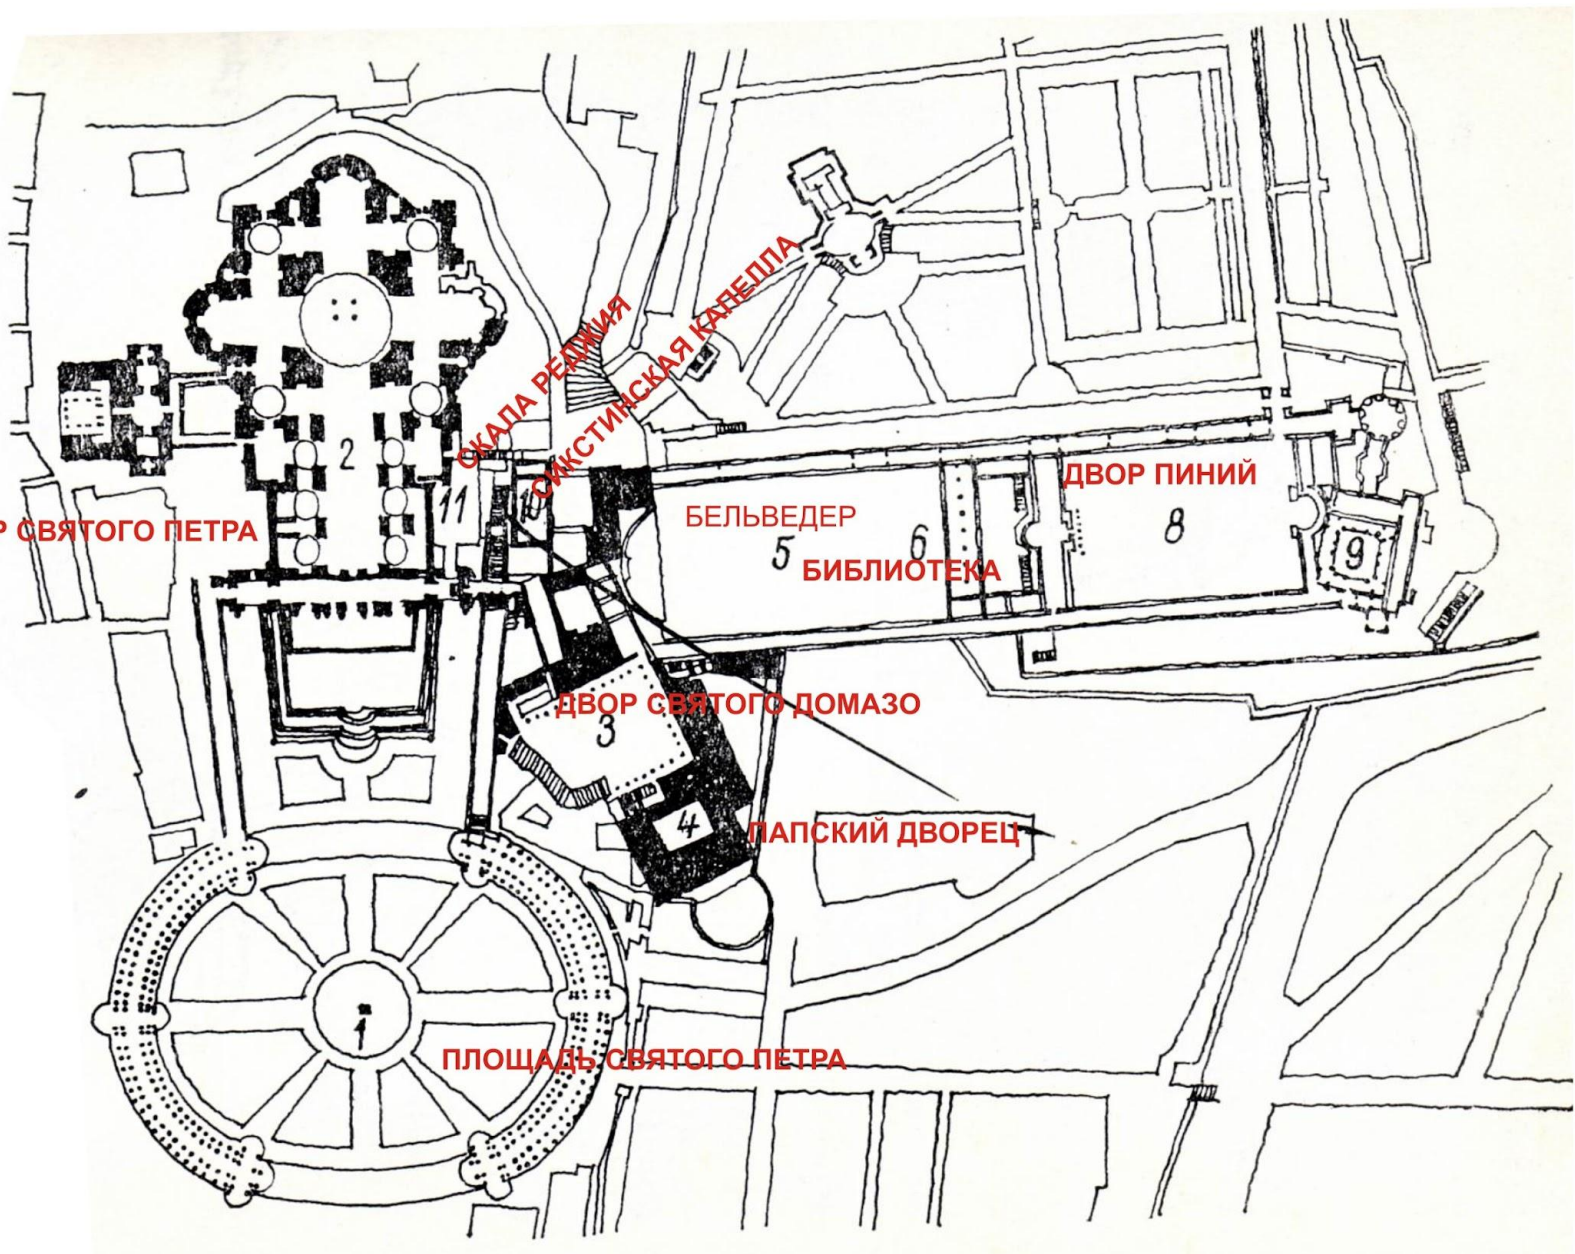 СКАЛА РЕДЖИЯ
СИКСТИНСКАЯ КАПЕЛЛА
2
11
10
ДВОР ПИНИЙ
Р СВЯТОГО ПЕТРА
БЕЛЬВЕДЕР
5
6
8
9
БИБЛИОТЕКА
ДВОР СВЯТОГО ДОМАЗО
3
4
ПАПСКИЙ ДВОРЕЦ
1
ПЛОЩАДЬ СВЯТОГО ПЕТРА